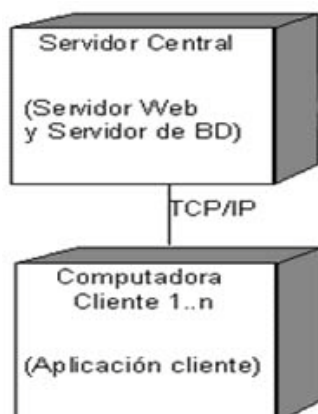 Servidor Central
(Servidor Web
y Servidor de BD)
TCP/IP
Computadora
Cliente 1..n
(Aplicación cliente)